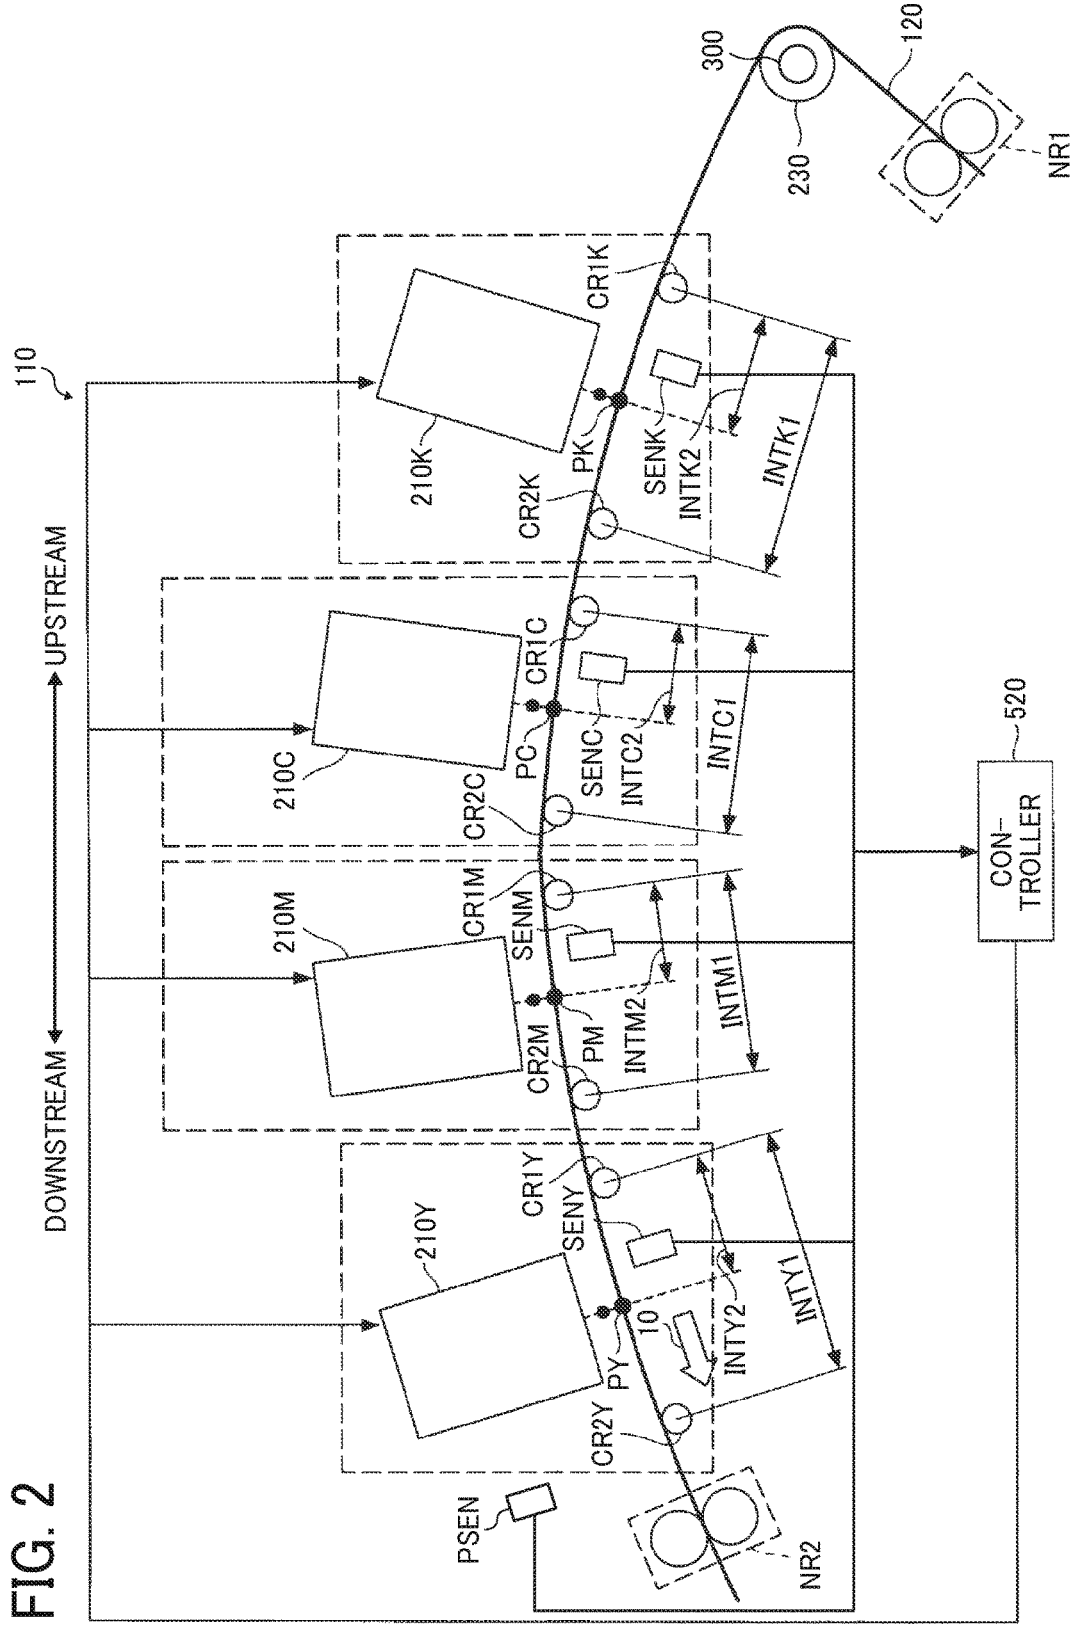 FIG. 2
110
DOWNSTREAM
UPSTREAM
210Y
210M
210C
210K
PSEN
CR2Y
PY
10
SENY
CR1Y
CR2M
PM
SENM
CR1M
CR2C
PC
SENC
CR1C
CR2K
PK
SENK
CR1K
300
230
120
NR1
NR2
INTY2
INTY1
INTM2
INTM1
INTC2
INTC1
INTK2
INTK1
CON-
TROLLER
520